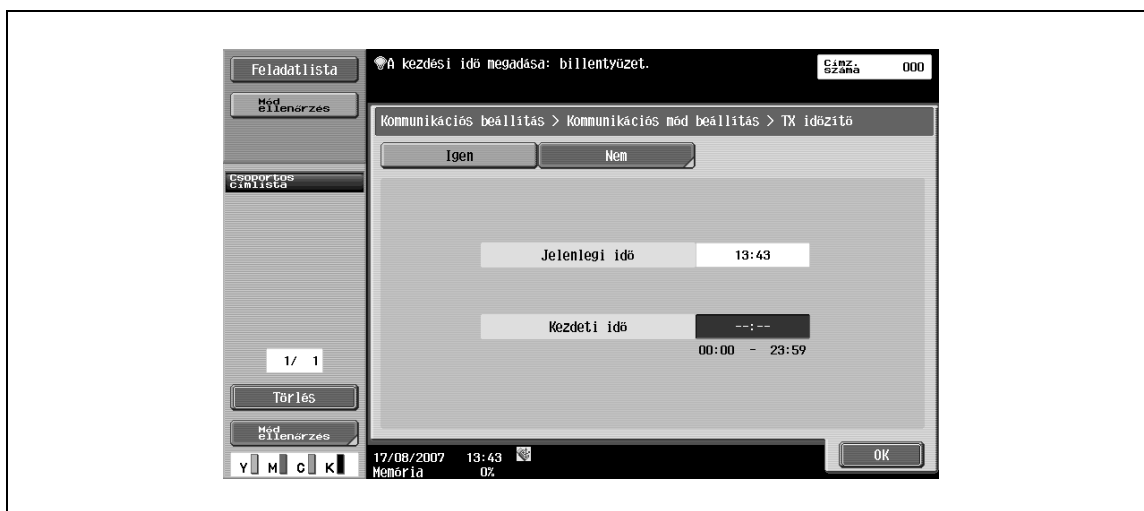 Feladatlista
A kezdési idő megadása: billentyűzet.
Címz. száma 000
Mód ellenőrzés
Kommunikációs beállítás > Kommunikációs mód beállítás > TX időzítő
Igen
Nem
Csoportos címlista
Jelenlegi idő 13:43
Kezdeti idő --:--
00:00 - 23:59
1/ 1
Törlés
Mód ellenőrzés
OK
17/08/2007 13:43
Memória 0%
Y M C K